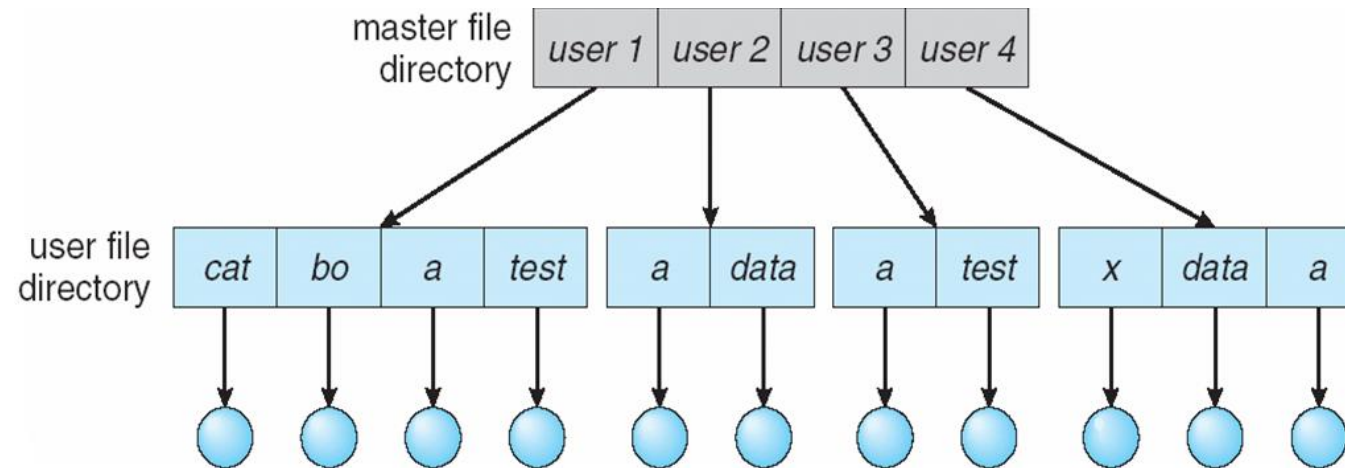 master file directory
user 1 user 2 user 3 user 4
user file directory
cat bo a test a data a test x data a